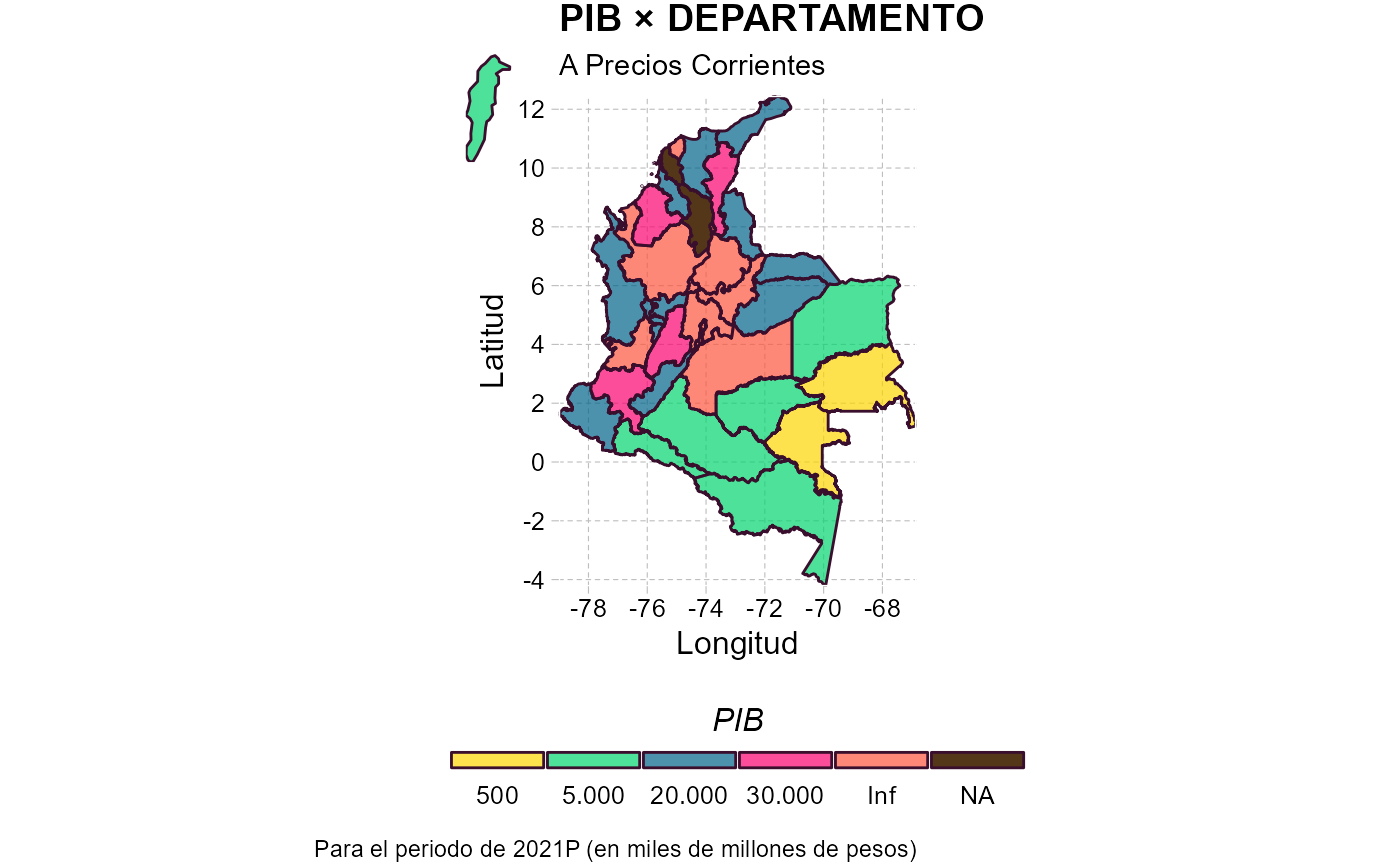 PIB × DEPARTAMENTO
A Precios Corrientes
12
10
8
6
4
2
0
-2
-4
Latitud
-78 -76 -74 -72 -70 -68
Longitud
PIB
500 5.000 20.000 30.000 Inf NA
Para el periodo de 2021P (en miles de millones de pesos)